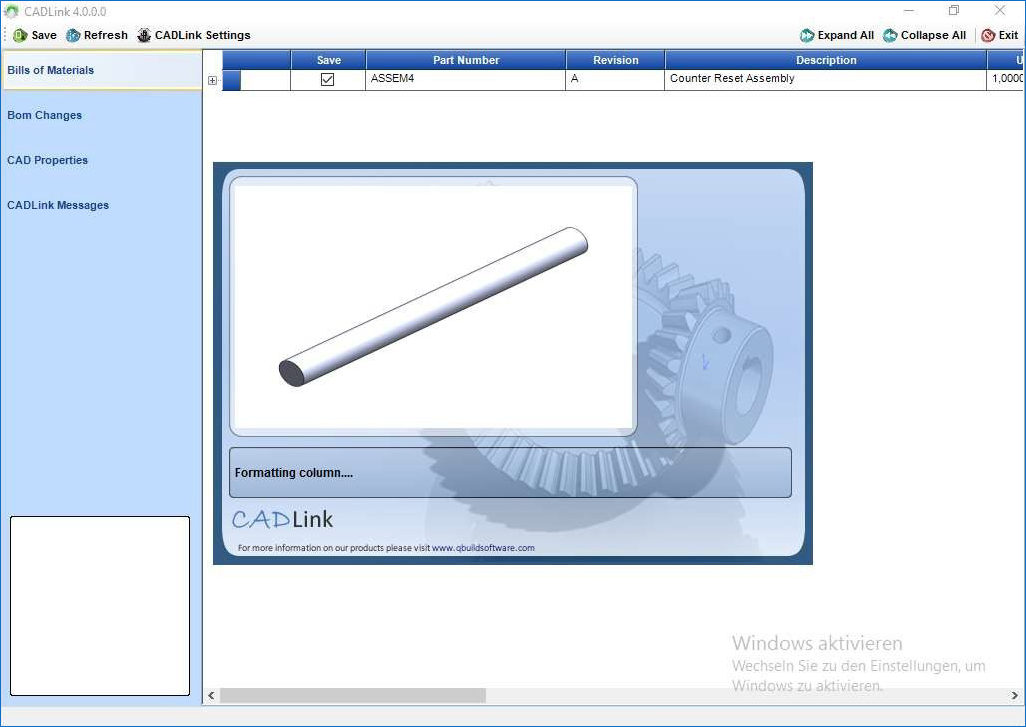 CADLink 4.0.0.0
Save Refresh CADLink Settings Expand All Collapse All Exit
Bills of Materials
Bom Changes
CAD Properties
CADLink Messages
Save Part Number Revision Description U
ASSEM4 A Counter Reset Assembly 1,0000
Formatting column....
CADLink
For more information on our products please visit www.qbuildsoftware.com
Windows aktivieren
Wechseln Sie zu den Einstellungen, um
Windows zu aktivieren.